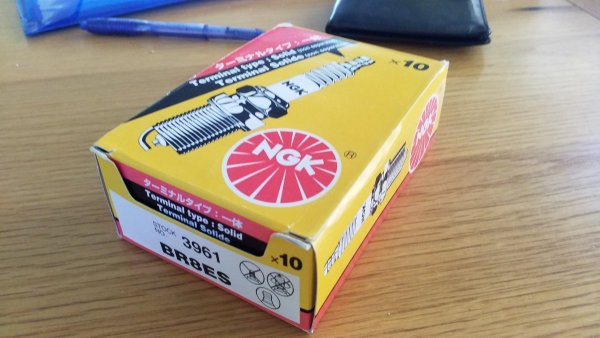 ターミナルタイプ：一体
Terminal type : Solid
Terminal Solide
×10
NGK
NGK
®
ターミナルタイプ：一体
Terminal type : Solid
Terminal Solide
×10
STOCK NO. 3961
BR8ES